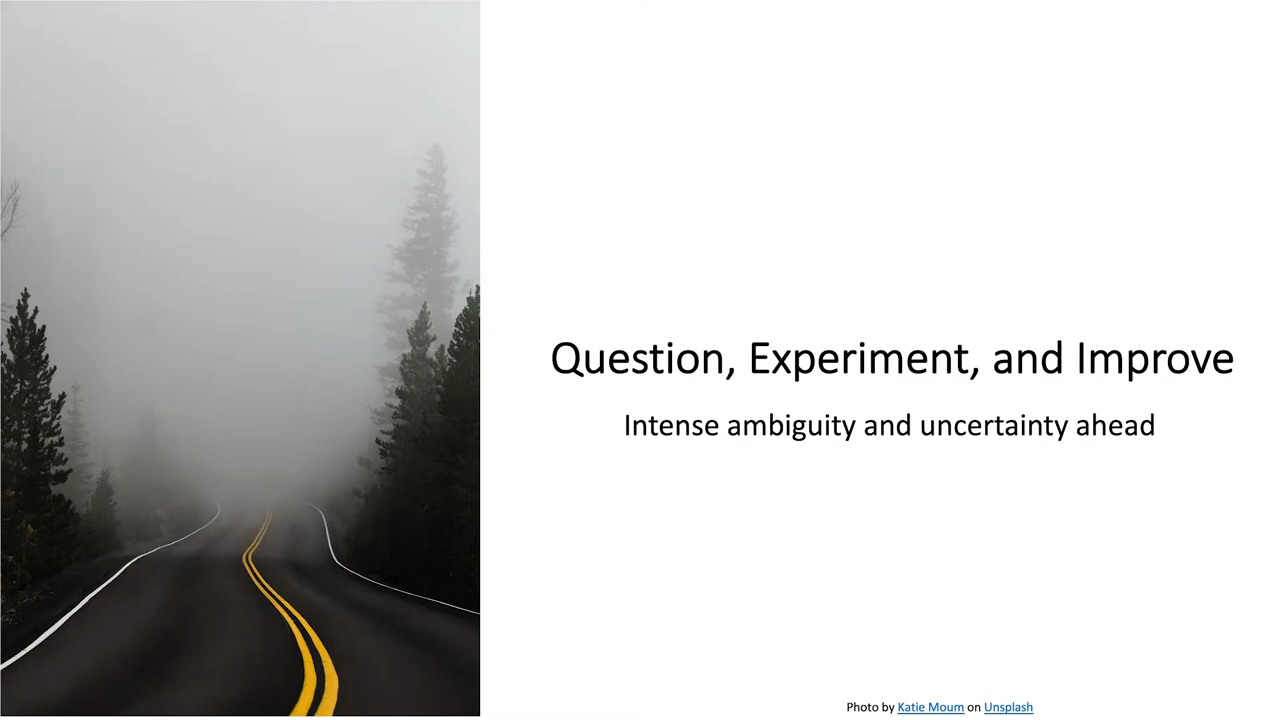 Question, Experiment, and Improve
Intense ambiguity and uncertainty ahead
Photo by Katie Moum on Unsplash